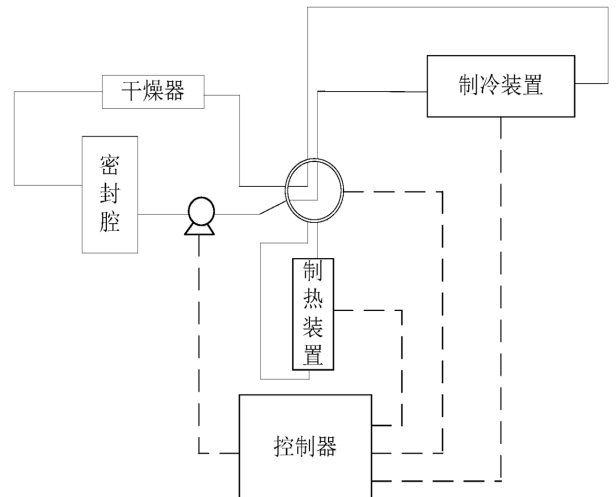 干燥器
制冷装置
密封腔
制热装置
控制器